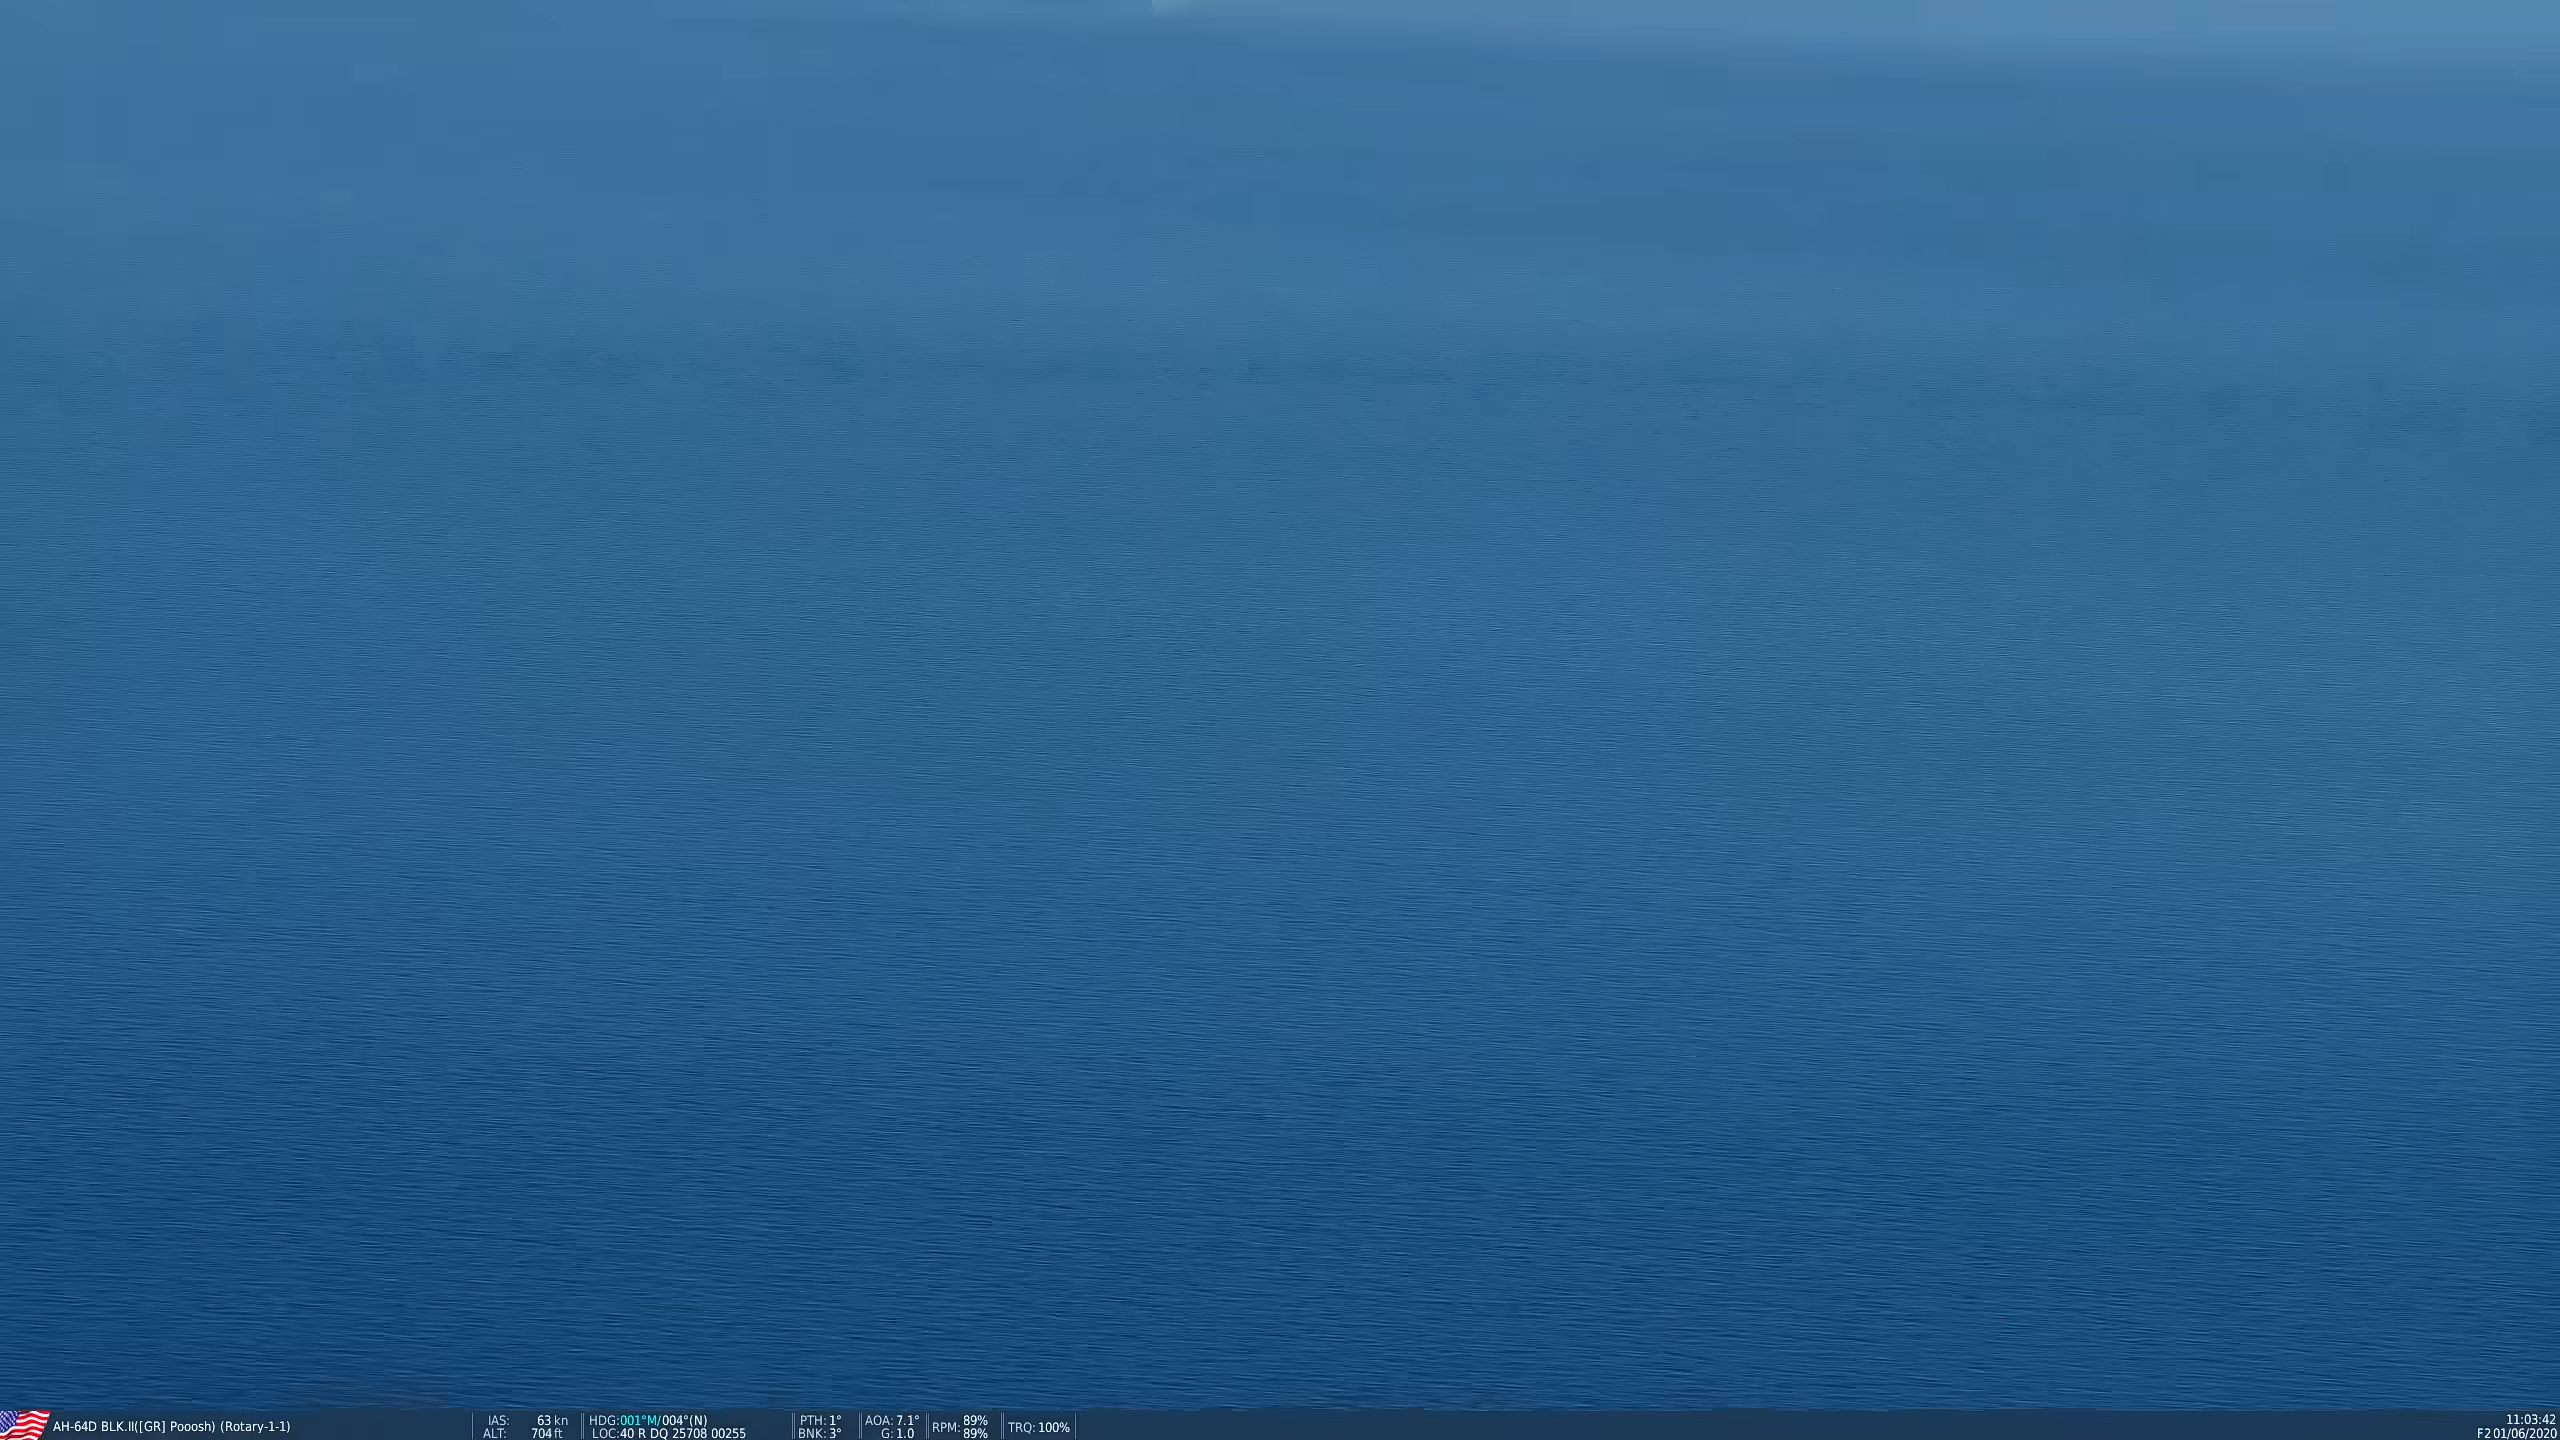 AH-64D BLK.II([GR] Pooosh) (Rotary-1-1)
IAS: 63 kn
ALT: 704 ft
HDG:001°M/004°(N)
LOC:40 R DQ 25708 00255
PTH: 1°
BNK: 3°
AOA: 7.1°
G: 1.0
RPM: 89%
89%
TRQ: 100%
11:03:42
F2 01/06/2020